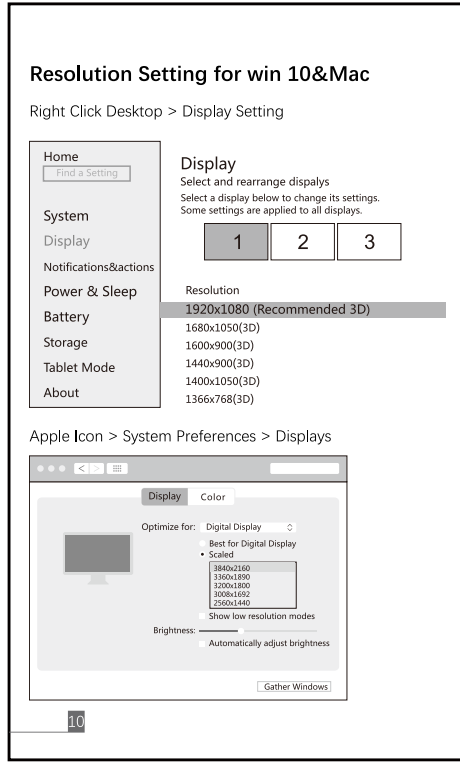 Resolution Setting for win 10&Mac
Right Click Desktop > Display Setting
Home
Find a Setting
System
Display
Notifications&actions
Power & Sleep
Battery
Storage
Tablet Mode
About
Display
Select and rearrange dispalys
Select a display below to change its settings.
Some settings are applied to all displays.
1 2 3
Resolution
1920x1080 (Recommended 3D)
1680x1050(3D)
1600x900(3D)
1440x900(3D)
1400x1050(3D)
1366x768(3D)
Apple Icon > System Preferences > Displays
< >
Display Color
Optimize for: Digital Display
Best for Digital Display
Scaled
3840x2160
3360x1890
3200x1800
3008x1692
2560x1440
Show low resolution modes
Brightness:
Automatically adjust brightness
Gather Windows
10